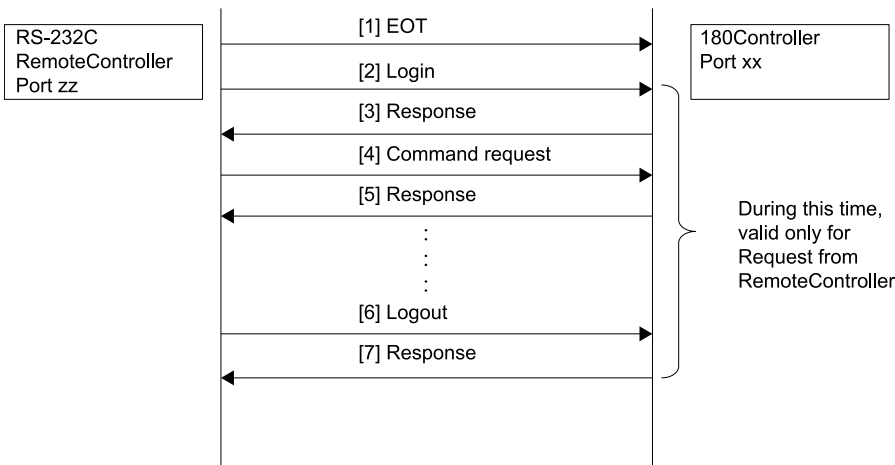 RS-232C
RemoteController
Port zz
180Controller
Port xx
[1] EOT
[2] Login
[3] Response
[4] Command request
[5] Response
:
:
:
[6] Logout
[7] Response
During this time,
valid only for
Request from
RemoteController